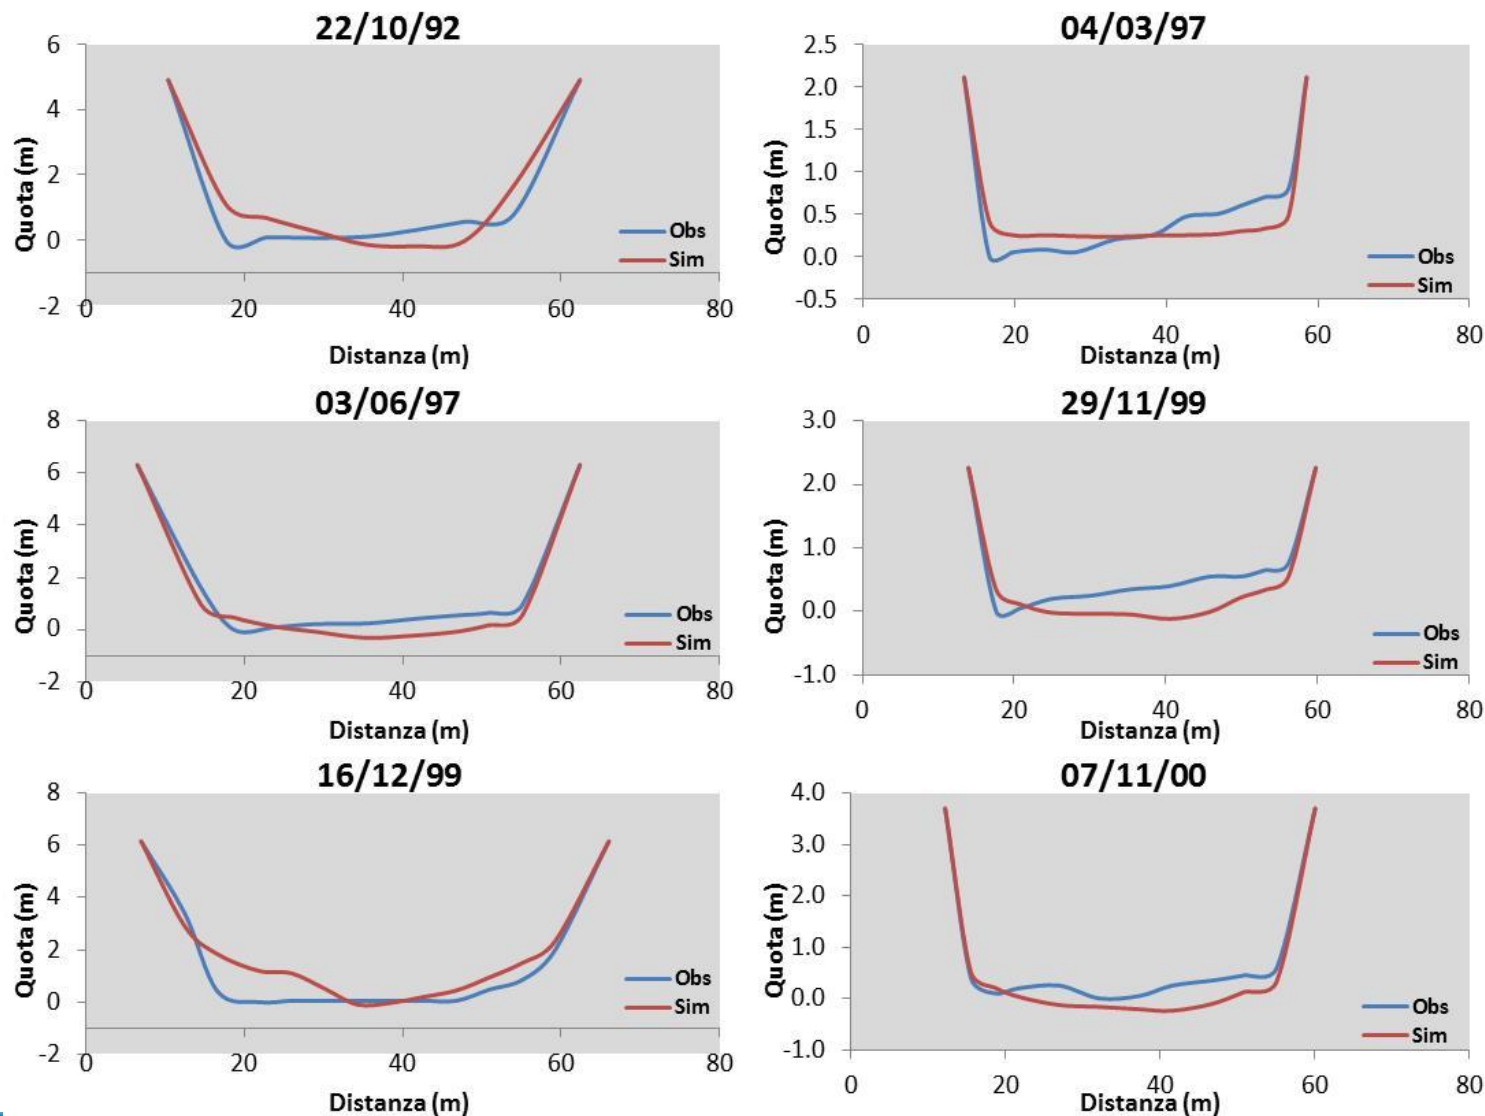 22/10/92
6
4
2
0
-2
Quota (m)
0 20 40 60 80
Distanza (m)
Obs
Sim
04/03/97
2.5
2.0
1.5
1.0
0.5
0.0
-0.5
Quota (m)
0 20 40 60 80
Distanza (m)
Obs
Sim
03/06/97
8
6
4
2
0
-2
Quota (m)
0 20 40 60 80
Distanza (m)
Obs
Sim
29/11/99
3.0
2.0
1.0
0.0
-1.0
Quota (m)
0 20 40 60 80
Distanza (m)
Obs
Sim
16/12/99
8
6
4
2
0
-2
Quota (m)
0 20 40 60 80
Distanza (m)
Obs
Sim
07/11/00
4.0
3.0
2.0
1.0
0.0
-1.0
Quota (m)
0 20 40 60 80
Distanza (m)
Obs
Sim